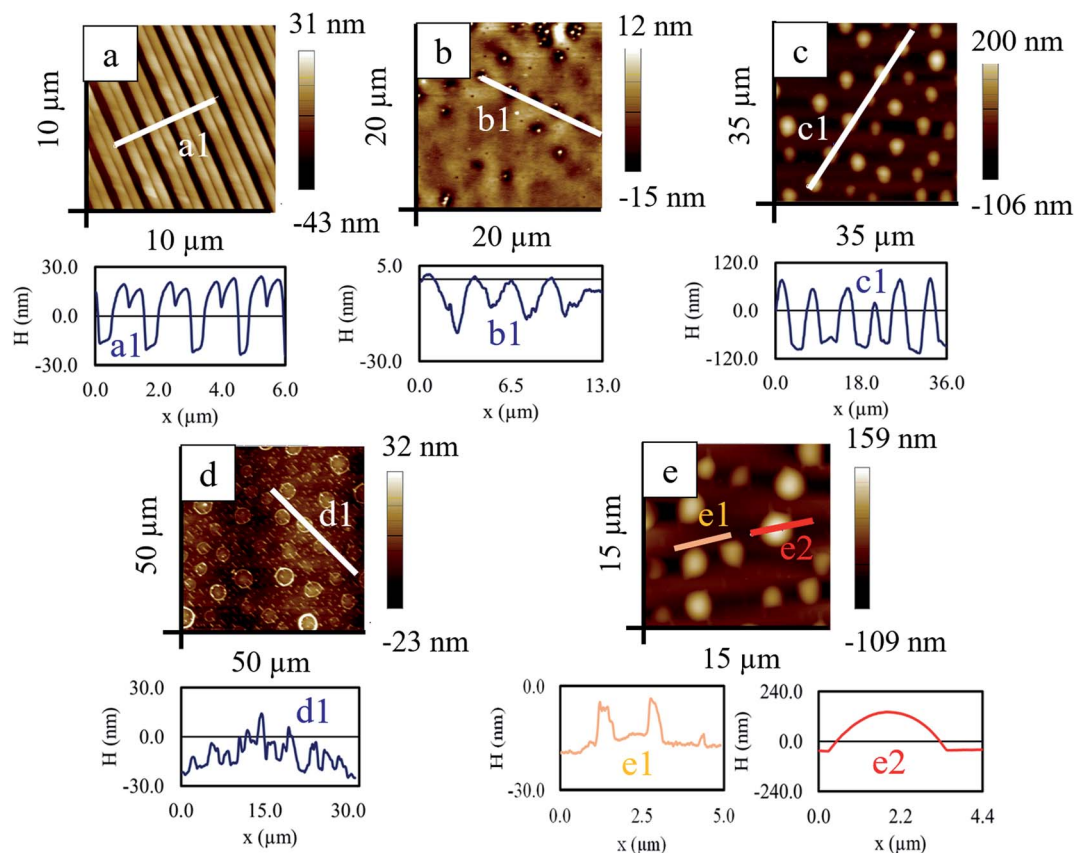 a
31 nm
-43 nm
10 µm
a1
10 µm
b
12 nm
-15 nm
20 µm
b1
20 µm
c
200 nm
-106 nm
35 µm
c1
35 µm
30.0
0.0
-30.0
H (nm)
a1
0.0 2.0 4.0 6.0
x (µm)
5.0
-30.0
H (nm)
b1
0.0 6.5 13.0
x (µm)
120.0
0.0
-120.0
H (nm)
c1
0.0 18.0 36.0
x (µm)
d
32 nm
-23 nm
50 µm
d1
50 µm
e
159 nm
-109 nm
15 µm
e1
e2
15 µm
30.0
0.0
-30.0
H (nm)
d1
0.0 15.0 30.0
x (µm)
0.0
-30.0
H (nm)
e1
0.0 2.5 5.0
x (µm)
240.0
0.0
-240.0
H (nm)
e2
0.0 2.2 4.4
x (µm)